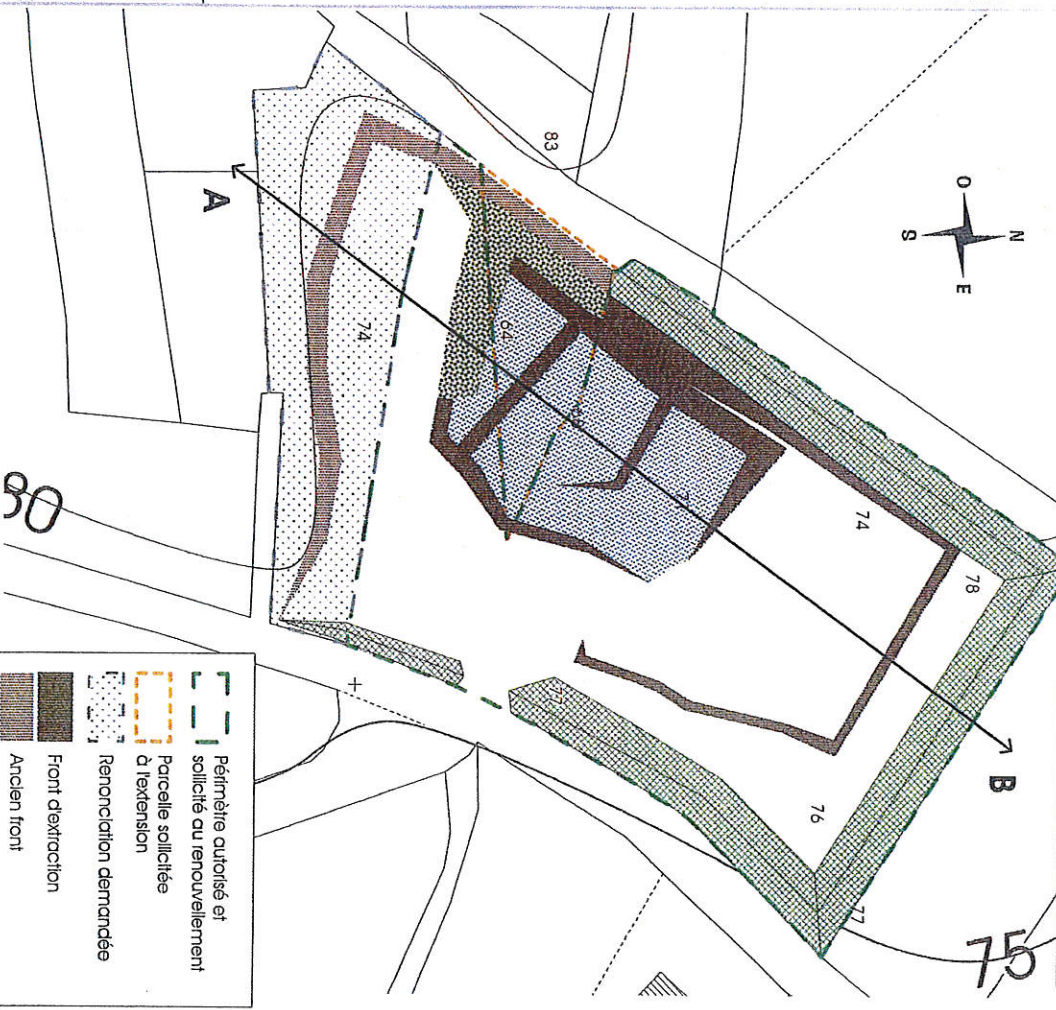 N
O
E
S
83
A
74
64
74
78
B
77
76
77
75
80
Périmètre autorisé et
sollicité au renouvellement
Parcelle sollicitée
à l'extension
Renonciation demandée
Front d'extraction
Ancien front